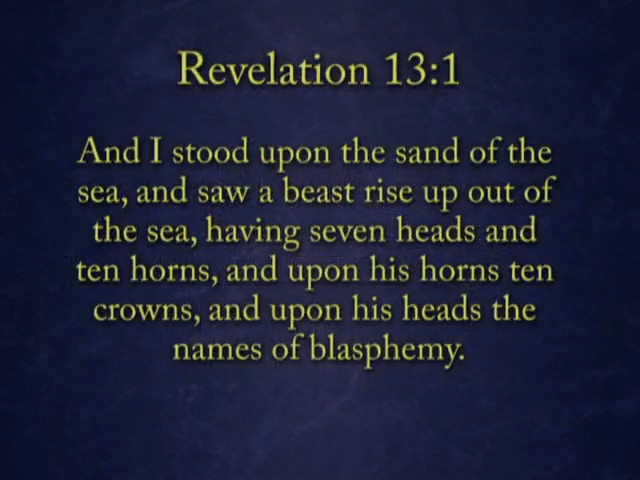 Revelation 13:1
And I stood upon the sand of the
sea, and saw a beast rise up out of
the sea, having seven heads and
ten horns, and upon his horns ten
crowns, and upon his heads the
names of blasphemy.